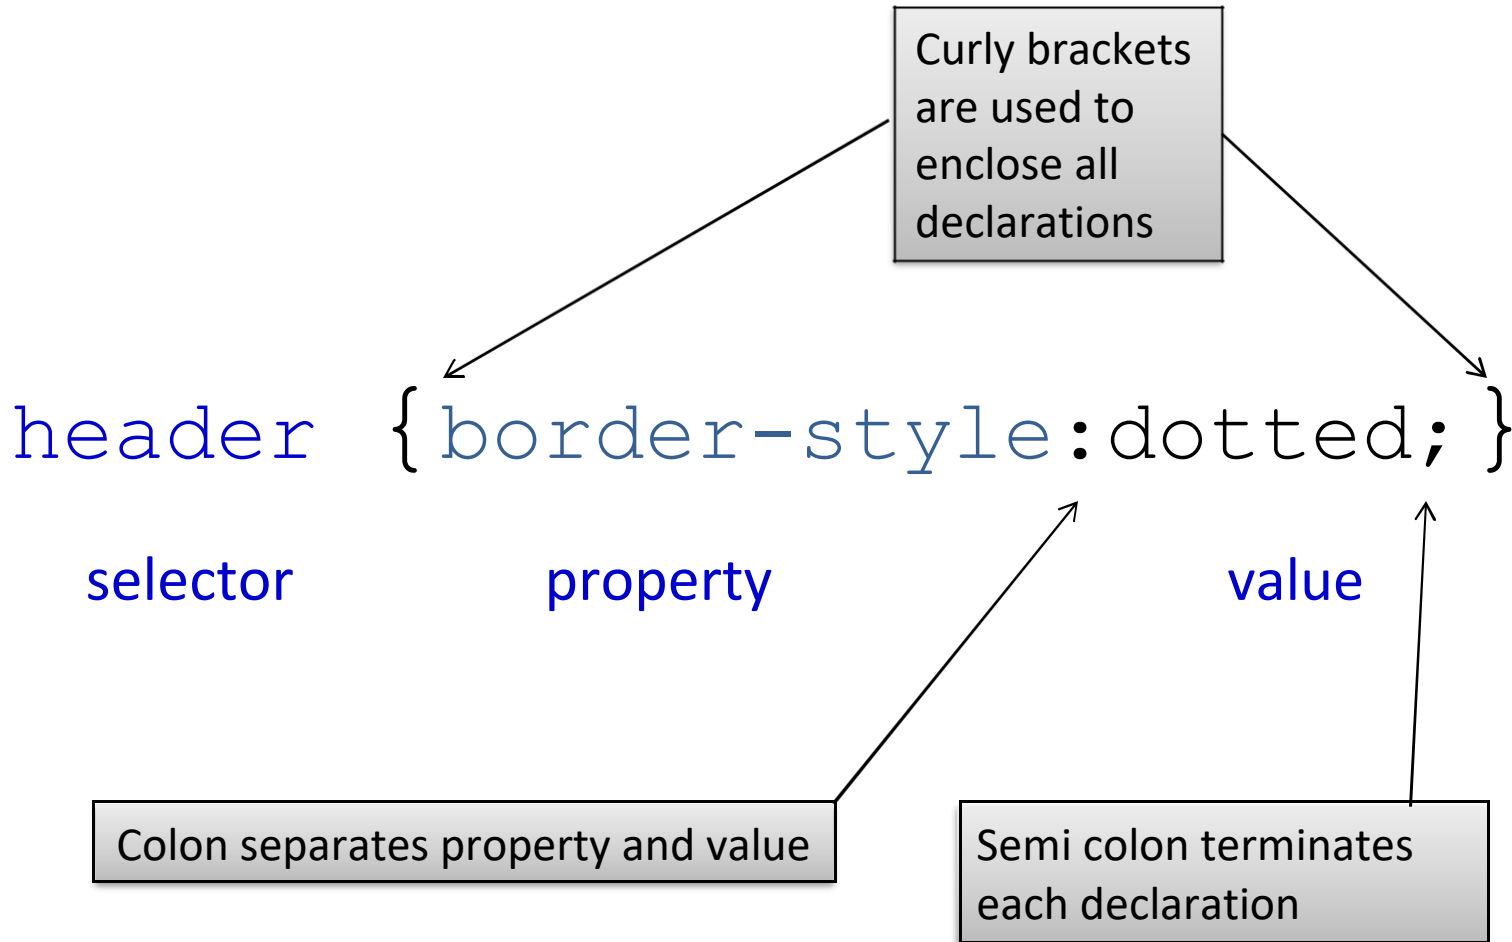 Curly brackets
are used to
enclose all
declarations
header {border-style:dotted;}
selector property value
Colon separates property and value
Semi colon terminates
each declaration